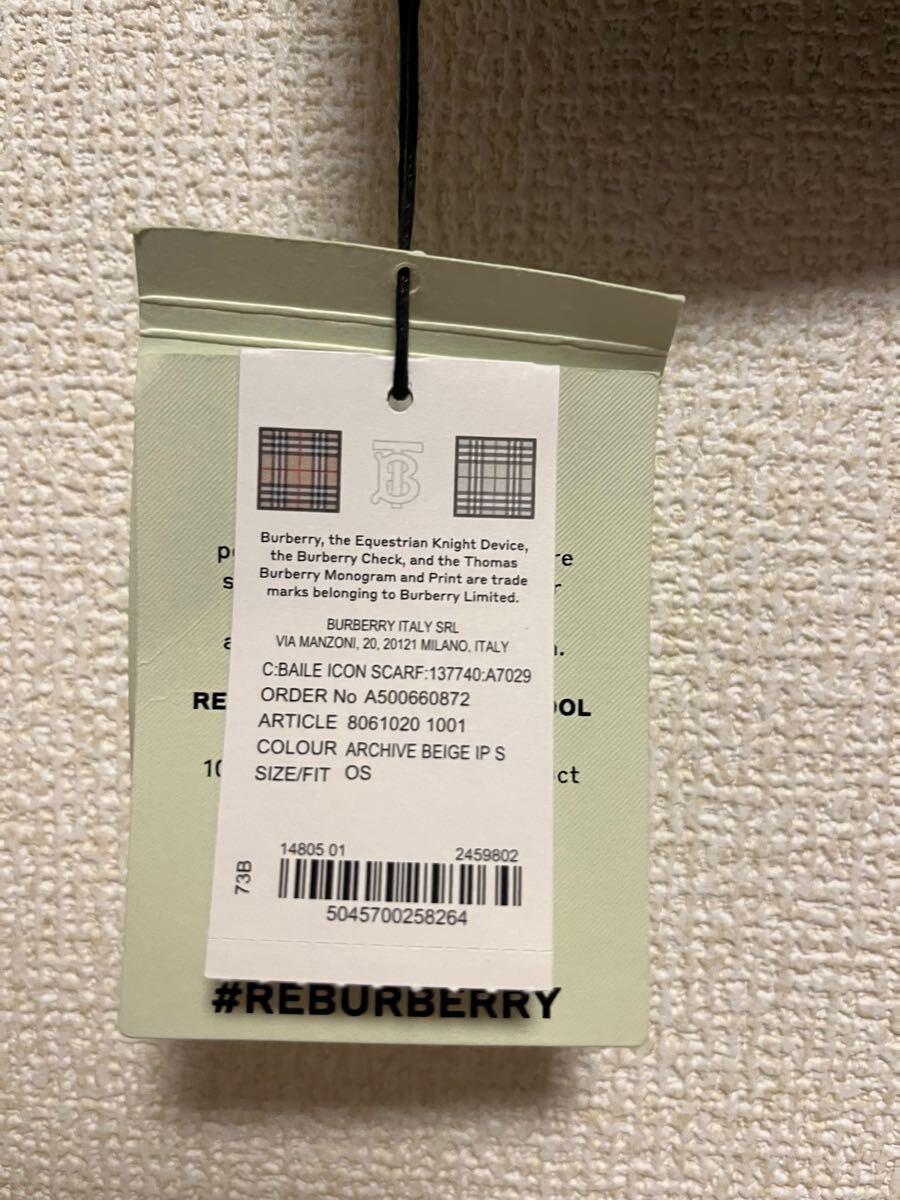 Burberry, the Equestrian Knight Device,
the Burberry Check, and the Thomas
Burberry Monogram and Print are trade
marks belonging to Burberry Limited.
BURBERRY ITALY SRL
VIA MANZONI, 20, 20121 MILANO, ITALY
C:BAILE ICON SCARF:137740:A7029
ORDER No A500660872
ARTICLE 8061020 1001
COLOUR ARCHIVE BEIGE IP S
SIZE/FIT OS
14805 01 2459802
73B
5045700258264
#REBURBERRY